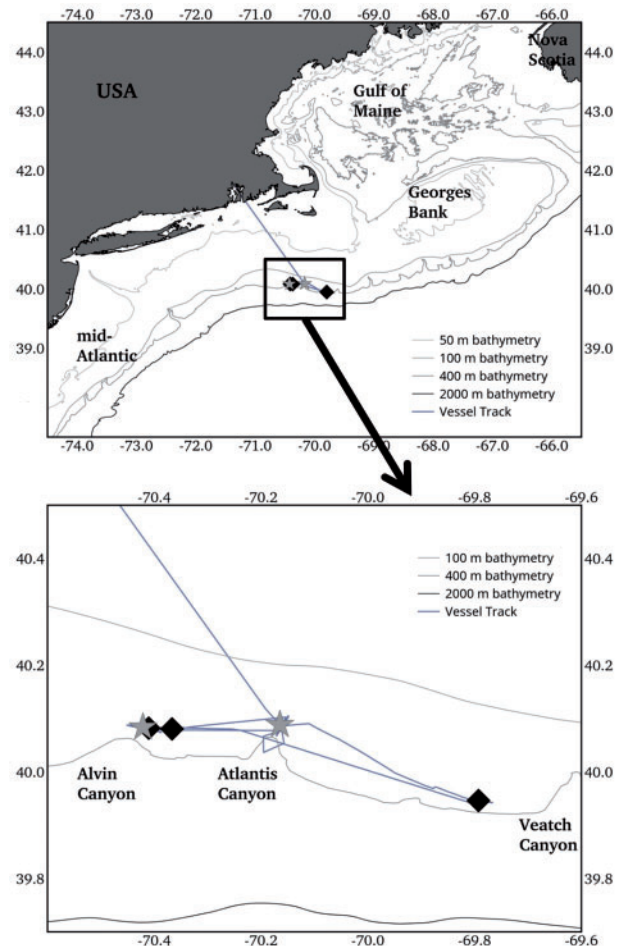 -74.0 -73.0 -72.0 -71.0 -70.0 -69.0 -68.0 -67.0 -66.0
44.0 44.0
Nova
Scotia
USA
Gulf of
Maine
43.0 43.0
42.0 42.0
Georges
Bank
41.0 41.0
40.0 40.0
mid-
Atlantic
39.0 39.0
50 m bathymetry
100 m bathymetry
400 m bathymetry
2000 m bathymetry
Vessel Track
-74.0 -73.0 -72.0 -71.0 -70.0 -69.0 -68.0 -67.0 -66.0
-70.4 -70.2 -70.0 -69.8 -69.6
40.4 40.4
100 m bathymetry
400 m bathymetry
2000 m bathymetry
Vessel Track
40.2 40.2
40.0 40.0
Alvin
Canyon
Atlantis
Canyon
Veatch
Canyon
39.8 39.8
-70.4 -70.2 -70.0 -69.8 -69.6